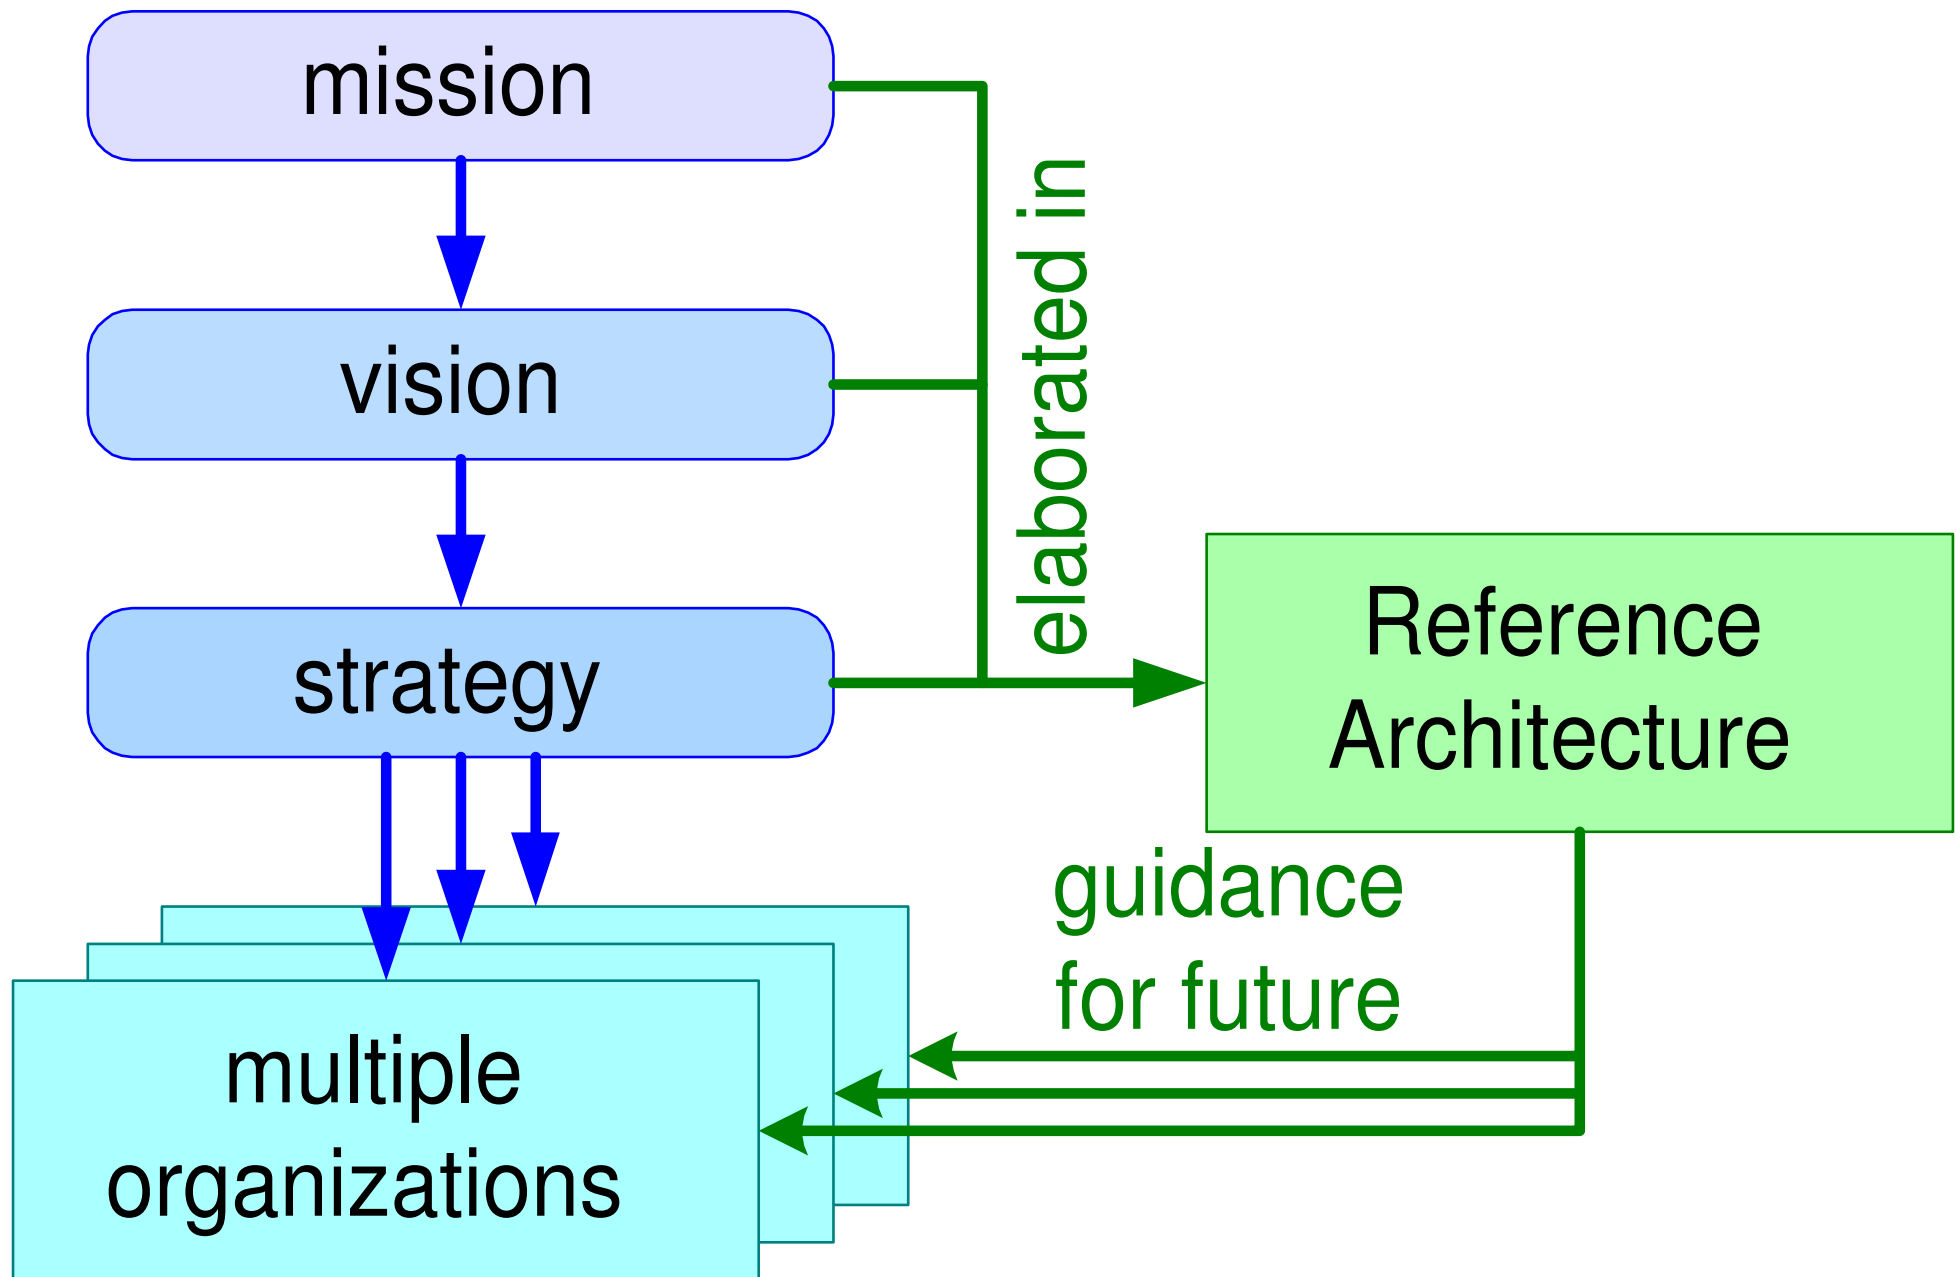 mission
vision
strategy
elaborated in
Reference
Architecture
guidance
for future
multiple
organizations